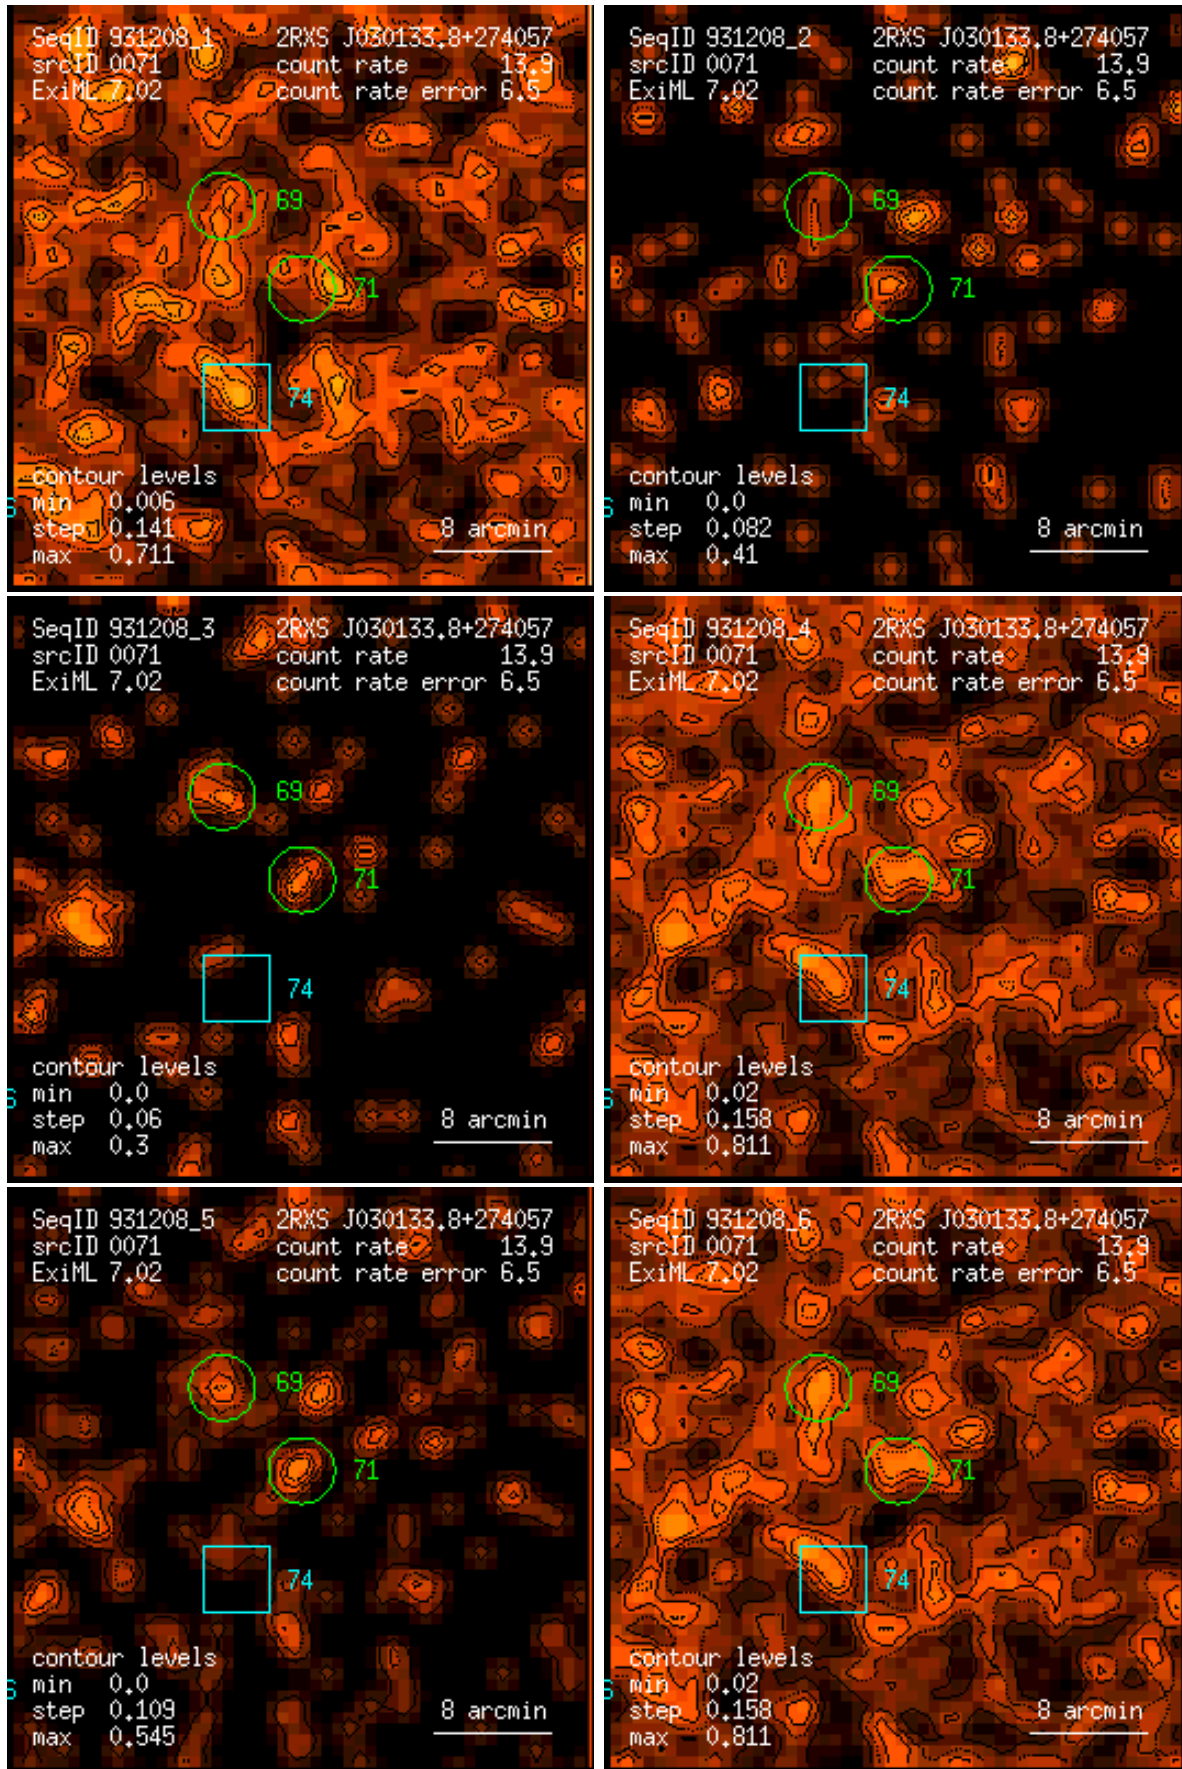 SeqID 931208_1 2RXS J030133.8+274057
srcID 0071 count rate 13.9
ExiML 7.02 count rate error 6.5
69
71
74
contour levels
min 0.006
step 0.141 8 arcmin
max 0.711
SeqID 931208_2 2RXS J030133.8+274057
srcID 0071 count rate 13.9
ExiML 7.02 count rate error 6.5
69
71
74
contour levels
min 0.0
step 0.082 8 arcmin
max 0.41
SeqID 931208_3 2RXS J030133.8+274057
srcID 0071 count rate 13.9
ExiML 7.02 count rate error 6.5
69
71
74
contour levels
min 0.0
step 0.06 8 arcmin
max 0.3
SeqID 931208_4 2RXS J030133.8+274057
srcID 0071 count rate 13.9
ExiML 7.02 count rate error 6.5
69
71
74
contour levels
min 0.02
step 0.158 8 arcmin
max 0.811
SeqID 931208_5 2RXS J030133.8+274057
srcID 0071 count rate 13.9
ExiML 7.02 count rate error 6.5
69
71
74
contour levels
min 0.0
step 0.109 8 arcmin
max 0.545
SeqID 931208_6 2RXS J030133.8+274057
srcID 0071 count rate 13.9
ExiML 7.02 count rate error 6.5
69
71
74
contour levels
min 0.02
step 0.158 8 arcmin
max 0.811